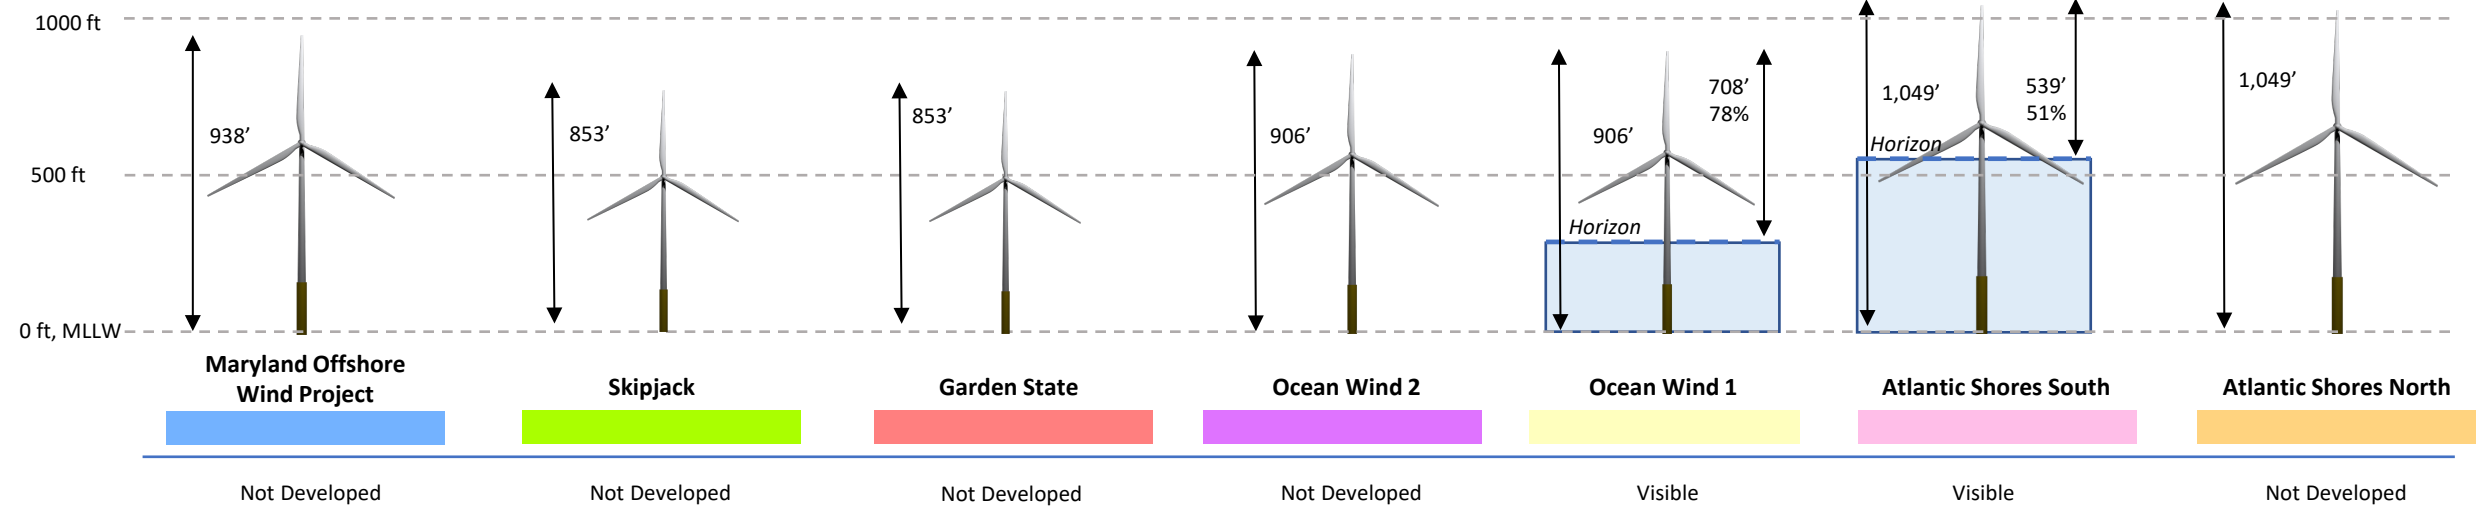 1000 ft
500 ft
0 ft, MLLW
938’
853’
853’
906’
906’
708’
78%
Horizon
1,049’
539’
51%
Horizon
1,049’
Maryland Offshore
Wind Project
Skipjack
Garden State
Ocean Wind 2
Ocean Wind 1
Atlantic Shores South
Atlantic Shores North
Not Developed
Not Developed
Not Developed
Not Developed
Visible
Visible
Not Developed